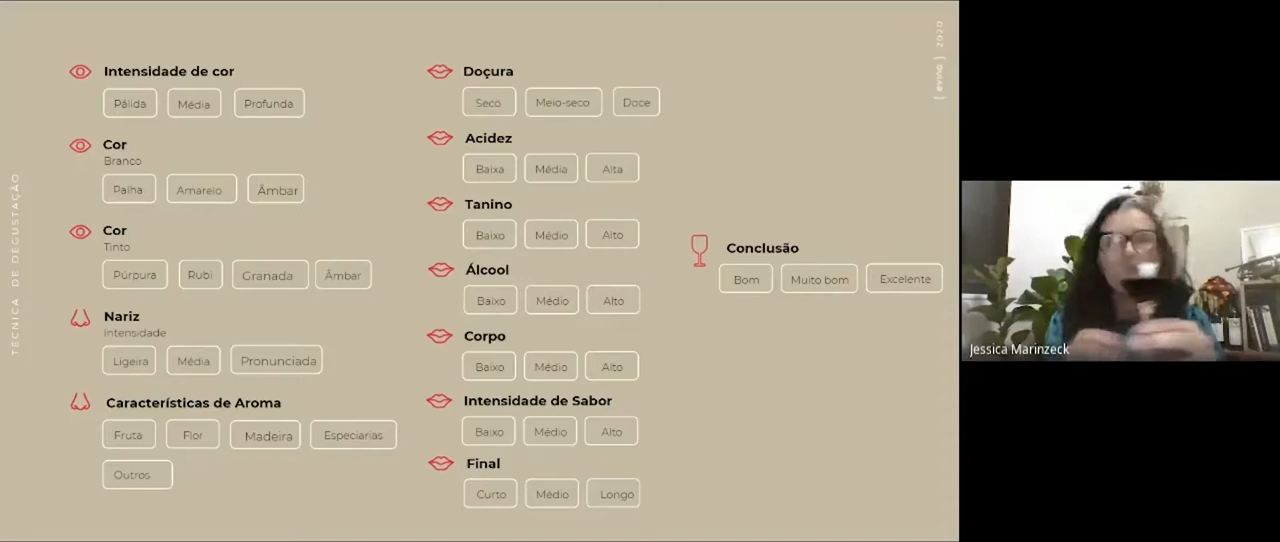 TÉCNICA DE DEGUSTAÇÃO
Intensidade de cor
Pálida Média Profunda
Cor
Branco
Palha Amarelo Âmbar
Cor
Tinto
Púrpura Rubi Granada Âmbar
Nariz
Intensidade
Ligeira Média Pronunciada
Características de Aroma
Fruta Flor Madeira Especiarias
Outros
Doçura
Seco Meio-seco Doce
Acidez
Baixa Média Alta
Tanino
Baixo Médio Alto
Álcool
Baixo Médio Alto
Corpo
Baixo Médio Alto
Intensidade de Sabor
Baixo Médio Alto
Final
Curto Médio Longo
Conclusão
Bom Muito bom Excelente
[ evino ] 2020
Jessica Marinzeck